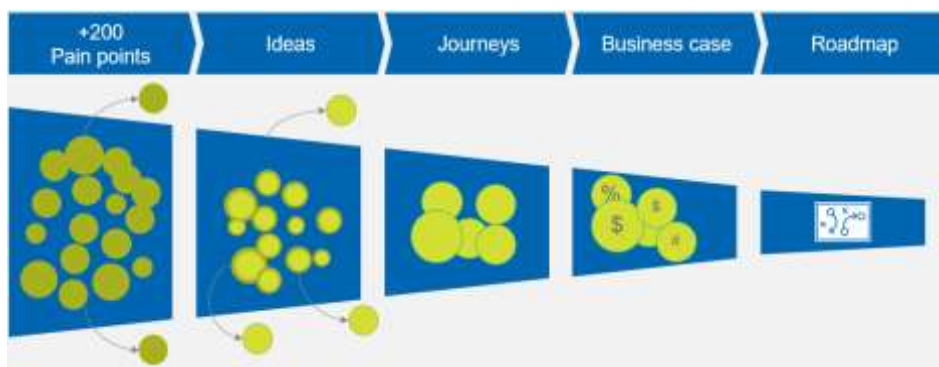 +200
Pain points
Ideas
Journeys
Business case
Roadmap
%
$
$
#